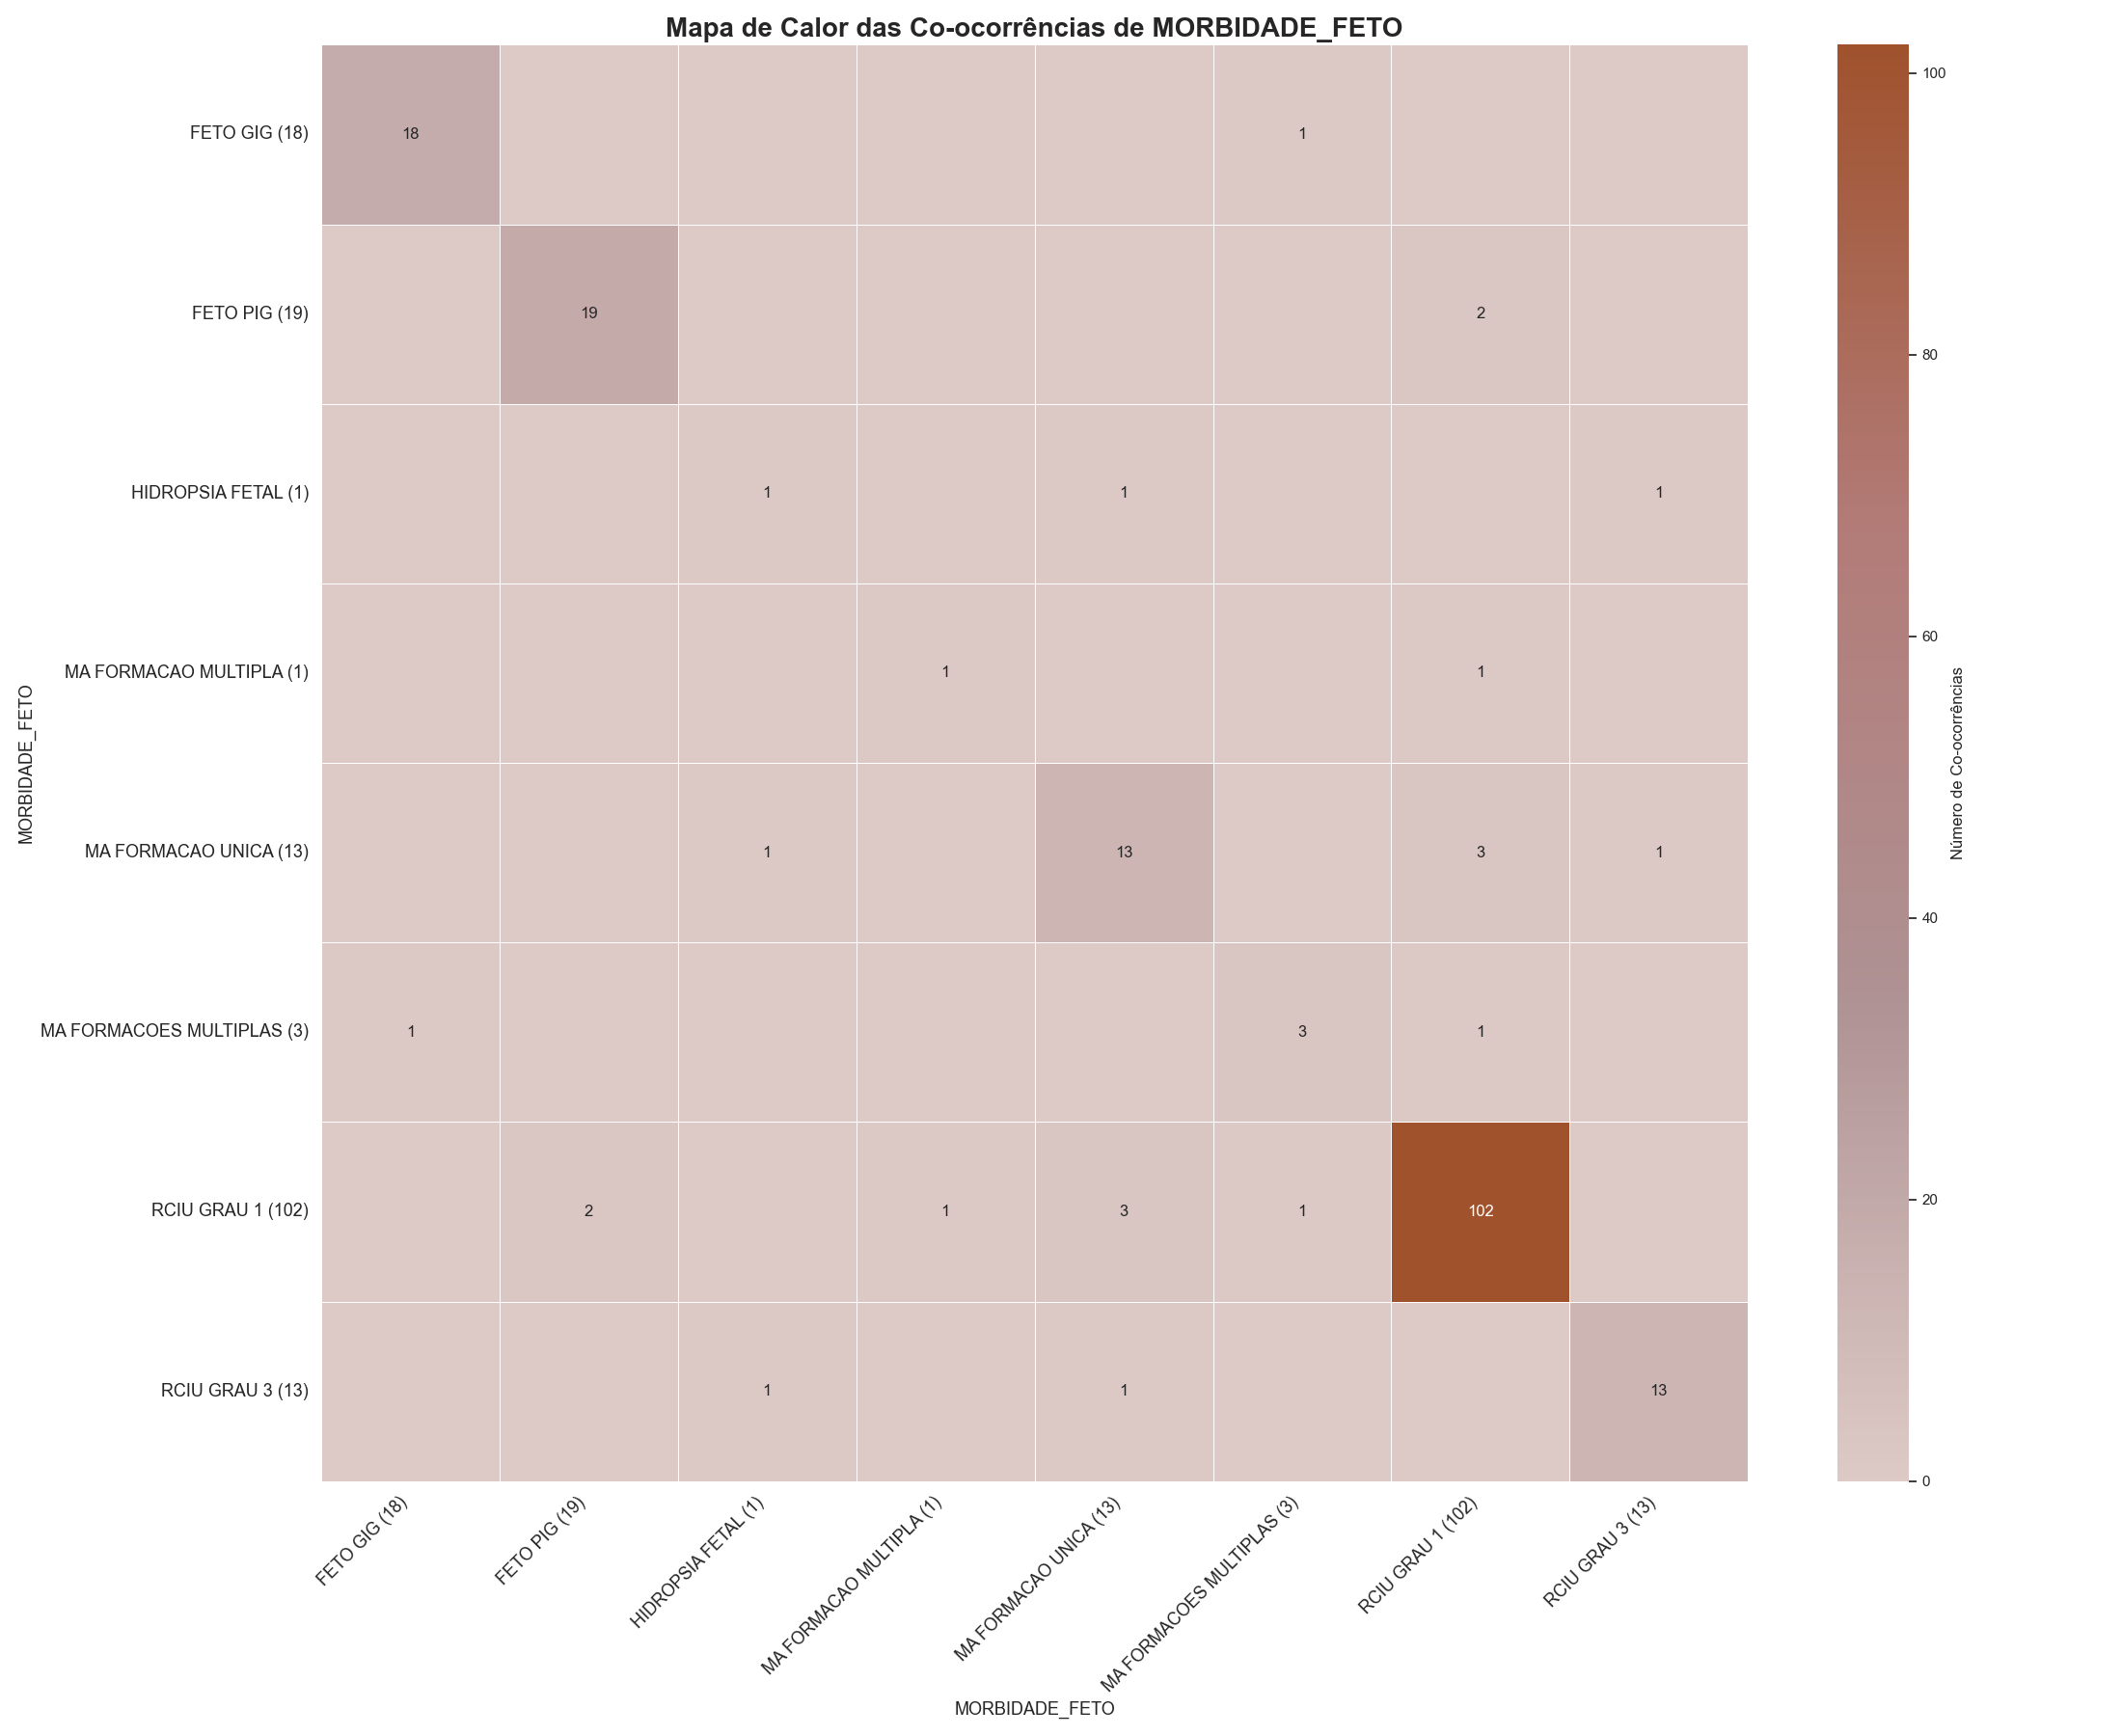 Mapa de Calor das Co-ocorrências de MORBIDADE_FETO
MORBIDADE_FETO
FETO GIG (18) 18 1
FETO PIG (19) 19 2
HIDROPSIA FETAL (1) 1 1 1
MA FORMACAO MULTIPLA (1) 1 1
MA FORMACAO UNICA (13) 1 13 3 1
MA FORMACOES MULTIPLAS (3) 1 3 1
RCIU GRAU 1 (102) 2 1 3 1 102
RCIU GRAU 3 (13) 1 1 13
FETO GIG (18)
FETO PIG (19)
HIDROPSIA FETAL (1)
MA FORMACAO MULTIPLA (1)
MA FORMACAO UNICA (13)
MA FORMACOES MULTIPLAS (3)
RCIU GRAU 1 (102)
RCIU GRAU 3 (13)
MORBIDADE_FETO
100
80
60
40
20
0
Número de Co-ocorrências